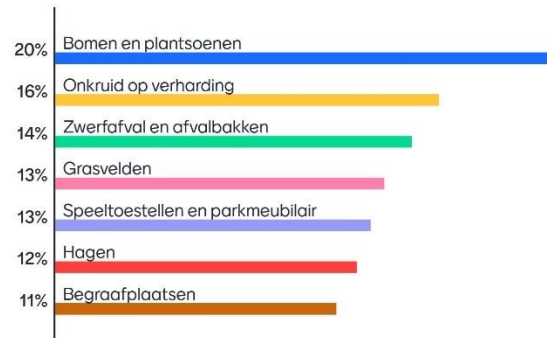 20% Bomen en plantsoenen
16% Onkruid op verharding
14% Zwerfafval en afvalbakken
13% Grasvelden
13% Speeltoestellen en parkmeubilair
12% Hagen
11% Begraafplaatsen